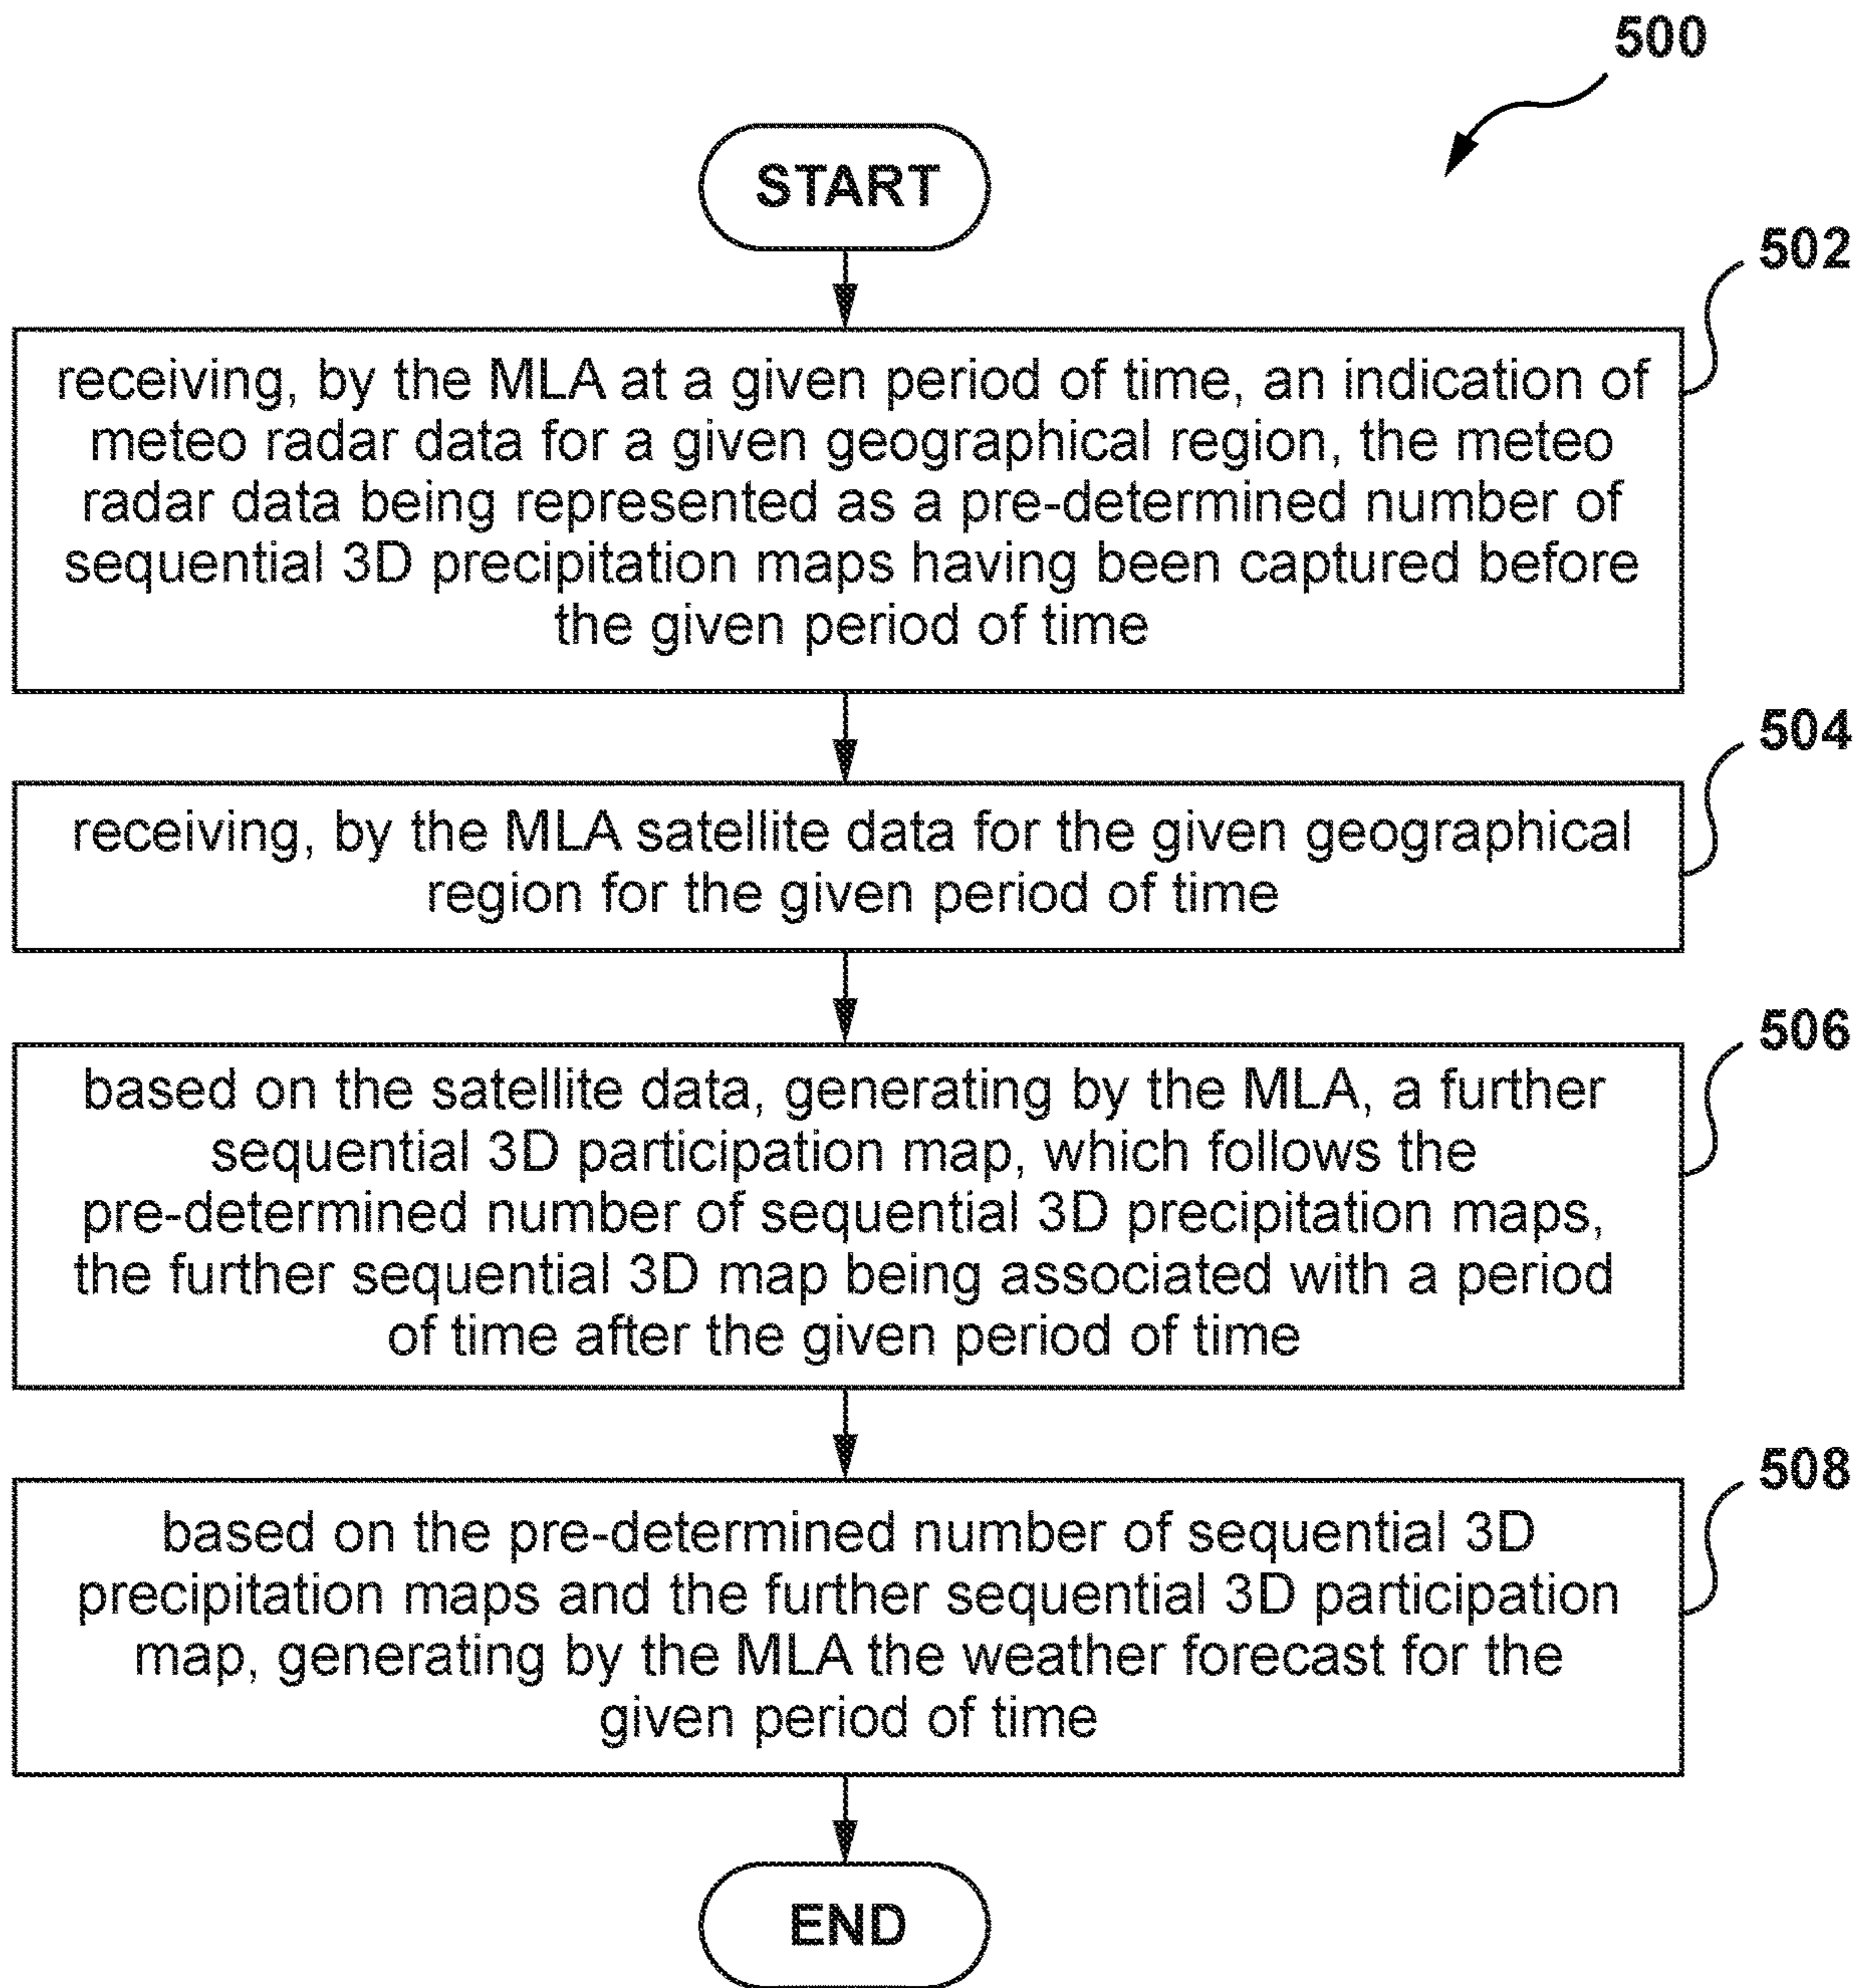 500
START
502
receiving, by the MLA at a given period of time, an indication of
meteo radar data for a given geographical region, the meteo
radar data being represented as a pre-determined number of
sequential 3D precipitation maps having been captured before
the given period of time
504
receiving, by the MLA satellite data for the given geographical
region for the given period of time
506
based on the satellite data, generating by the MLA, a further
sequential 3D participation map, which follows the
pre-determined number of sequential 3D precipitation maps,
the further sequential 3D map being associated with a period
of time after the given period of time
508
based on the pre-determined number of sequential 3D
precipitation maps and the further sequential 3D participation
map, generating by the MLA the weather forecast for the
given period of time
END